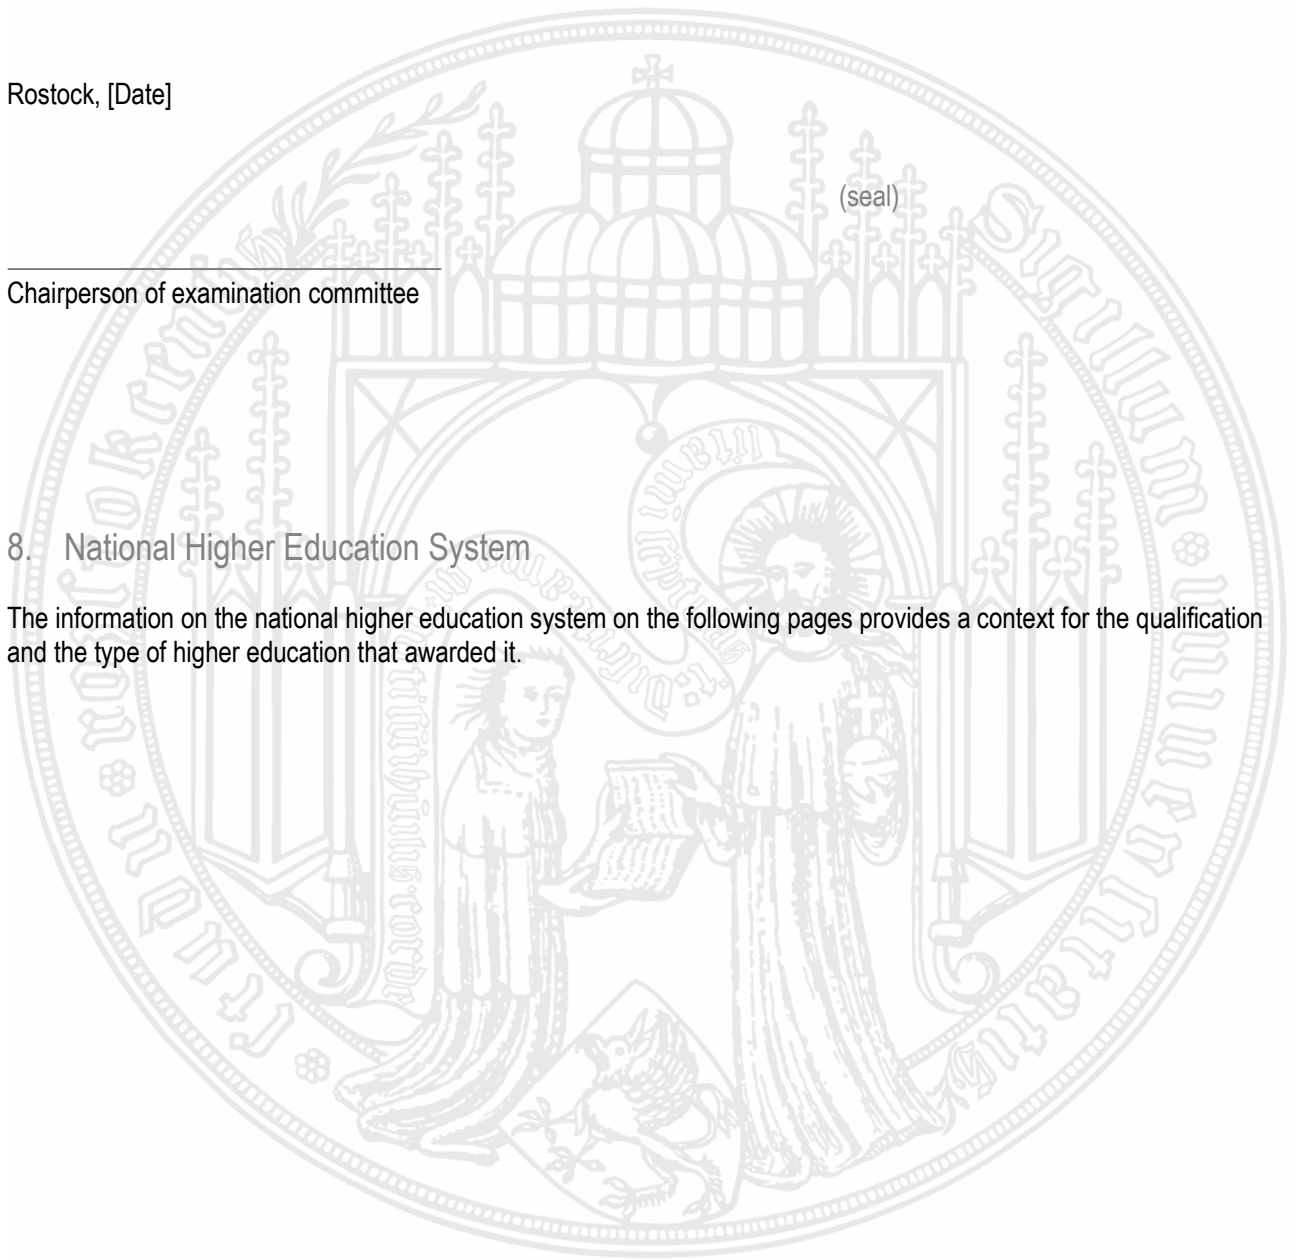 Rostock, [Date]
(seal)
Chairperson of examination committee
8. National Higher Education System
The information on the national higher education system on the following pages provides a context for the qualification
and the type of higher education that awarded it.
Sigillum